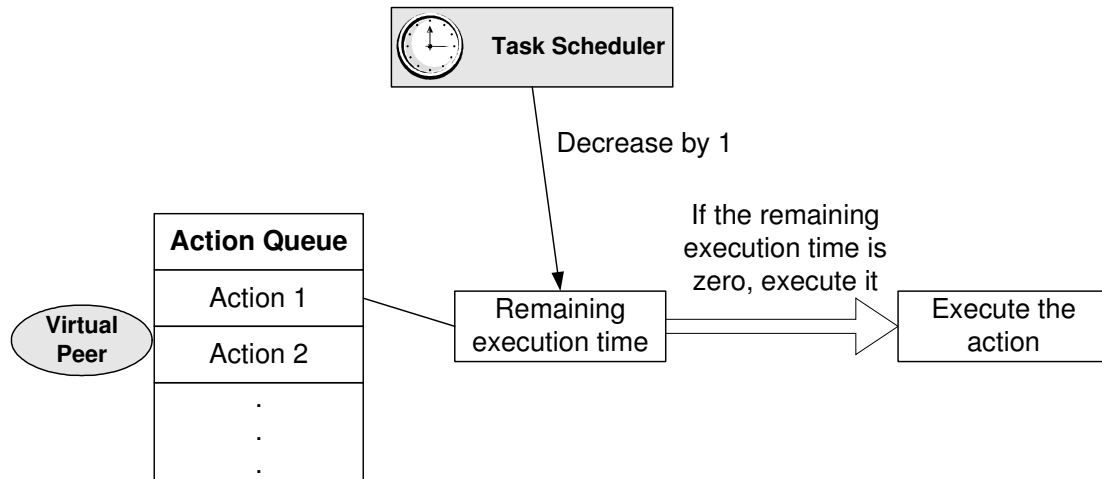 Task Scheduler
Decrease by 1
If the remaining
execution time is
zero, execute it
Action Queue
Action 1
Action 2
.
.
.
Virtual
Peer
Remaining
execution time
Execute the
action